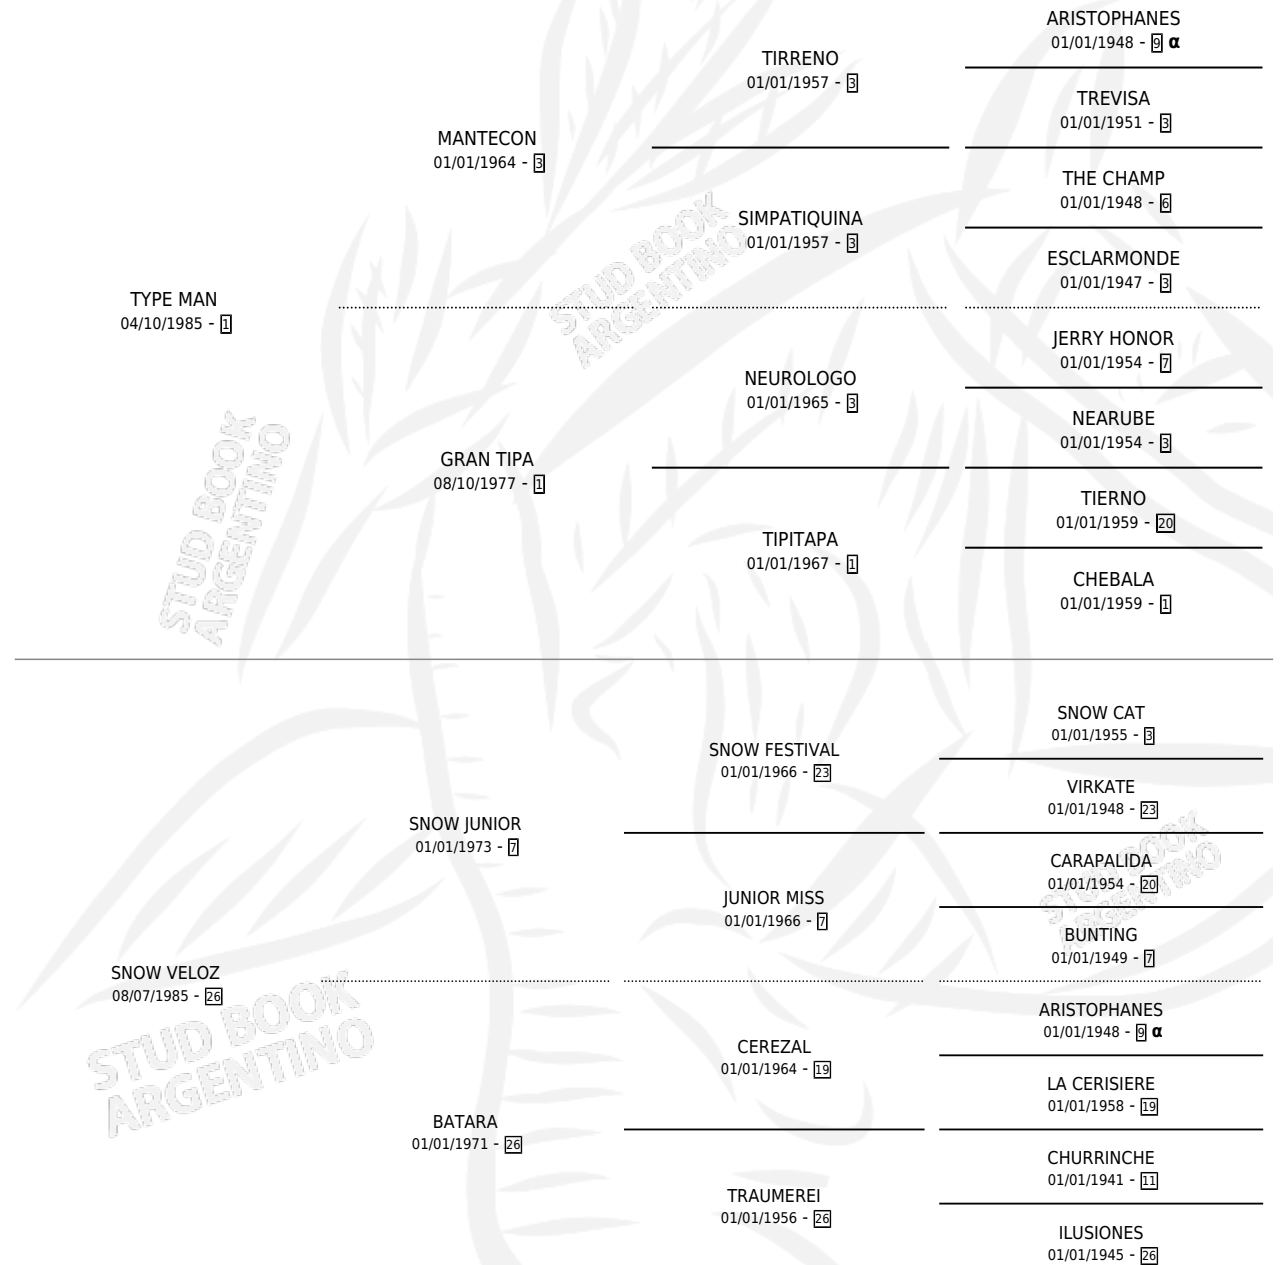 ARISTOPHANES
01/01/1948 - 9 α
TIRRENO
01/01/1957 - 3
TREVISA
01/01/1951 - 3
MANTECON
01/01/1964 - 3
THE CHAMP
01/01/1948 - 6
SIMPATIQUINA
01/01/1957 - 3
ESCLARMONDE
01/01/1947 - 3
TYPE MAN
04/10/1985 - 1
STUD BOOK
ARGENTINO
JERRY HONOR
01/01/1954 - 7
NEUROLOGO
01/01/1965 - 3
NEARUBE
01/01/1954 - 3
GRAN TIPA
08/10/1977 - 1
TIERNO
01/01/1959 - 20
TIPITAPA
01/01/1967 - 1
CHEBALA
01/01/1959 - 1
STUD BOOK
ARGENTINO
SNOW CAT
01/01/1955 - 3
SNOW FESTIVAL
01/01/1966 - 23
VIRKATE
01/01/1948 - 23
SNOW JUNIOR
01/01/1973 - 7
CARAPALIDA
01/01/1954 - 20
STUD BOOK
ARGENTINO
JUNIOR MISS
01/01/1966 - 7
BUNTING
01/01/1949 - 7
SNOW VELOZ
08/07/1985 - 26
STUD BOOK
ARGENTINO
ARISTOPHANES
01/01/1948 - 9 α
CEREZAL
01/01/1964 - 19
LA CERISIERE
01/01/1958 - 19
BATARA
01/01/1971 - 26
CHURRINCHE
01/01/1941 - 11
TRAUMEREI
01/01/1956 - 26
ILUSIONES
01/01/1945 - 26